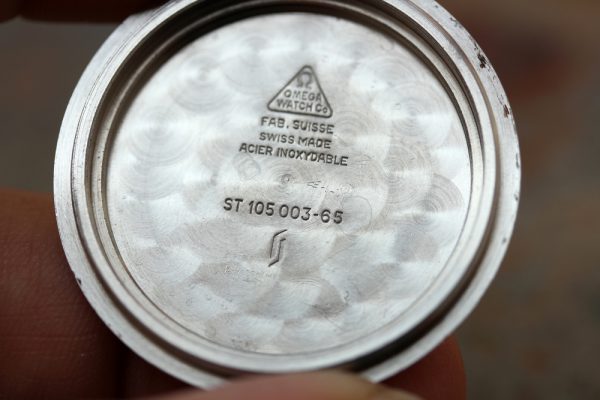 Ω
OMEGA
WATCH Co
FAB. SUISSE
SWISS MADE
ACIER INOXYDABLE
ST 105 003-65